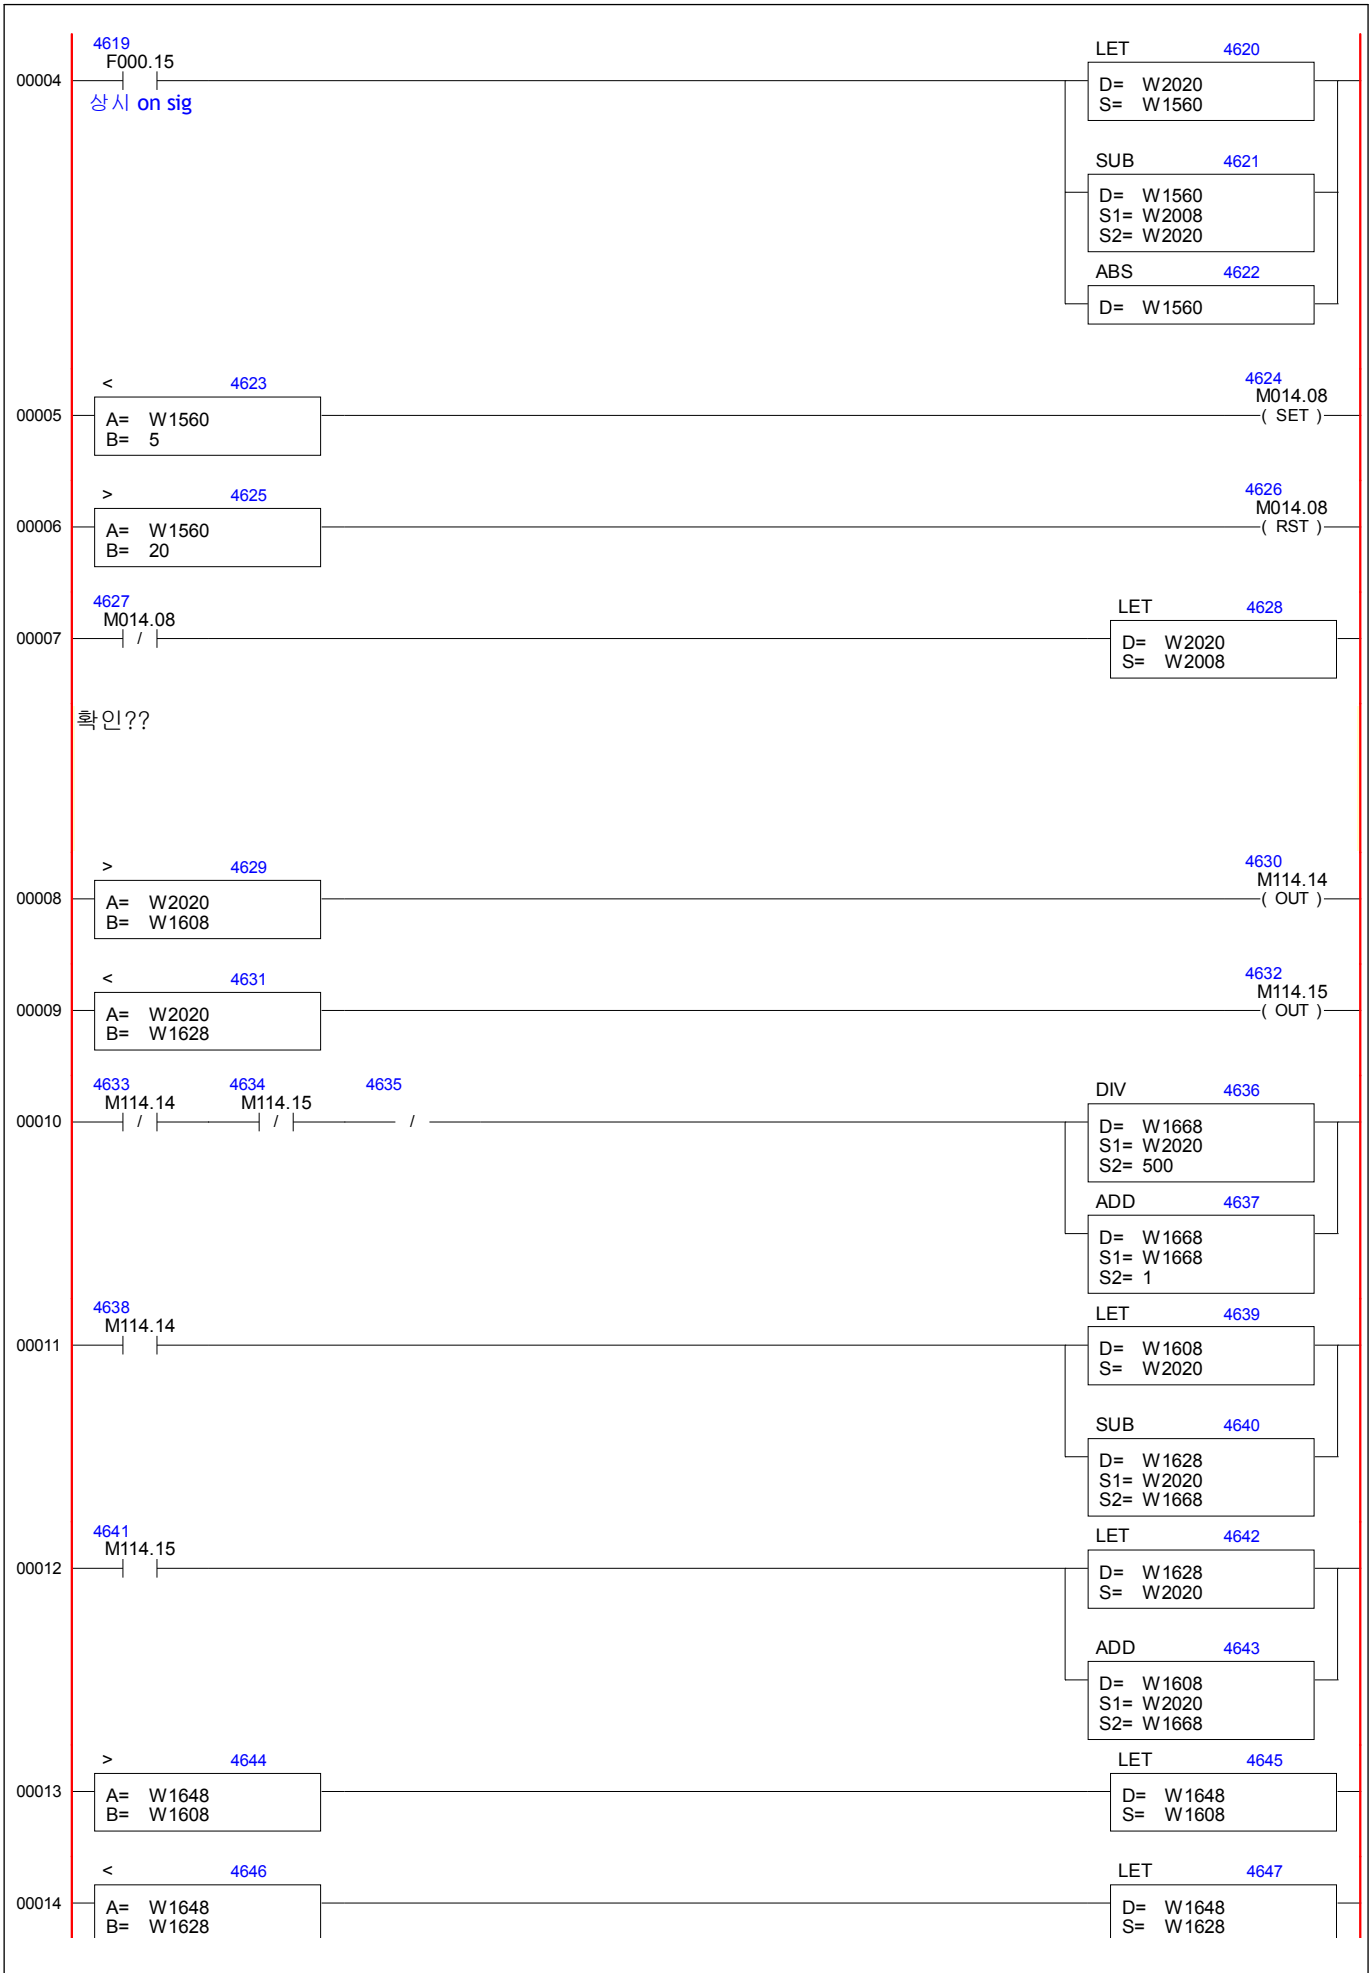 4619
F000.15
00004
상시 on sig
LET 4620
D= W2020
S= W1560
SUB 4621
D= W1560
S1= W2008
S2= W2020
ABS 4622
D= W1560
< 4623
00005
A= W1560
B= 5
4624
M014.08
( SET )
> 4625
00006
A= W1560
B= 20
4626
M014.08
( RST )
4627
M014.08
00007
/
LET 4628
D= W2020
S= W2008
확인??
> 4629
00008
A= W2020
B= W1608
4630
M114.14
( OUT )
< 4631
00009
A= W2020
B= W1628
4632
M114.15
( OUT )
4633 4634 4635
M114.14 M114.15
00010
/ / /
DIV 4636
D= W1668
S1= W2020
S2= 500
ADD 4637
D= W1668
S1= W1668
S2= 1
4638
M114.14
00011
LET 4639
D= W1608
S= W2020
SUB 4640
D= W1628
S1= W2020
S2= W1668
4641
M114.15
00012
LET 4642
D= W1628
S= W2020
ADD 4643
D= W1608
S1= W2020
S2= W1668
> 4644
00013
A= W1648
B= W1608
LET 4645
D= W1648
S= W1608
< 4646
00014
A= W1648
B= W1628
LET 4647
D= W1648
S= W1628